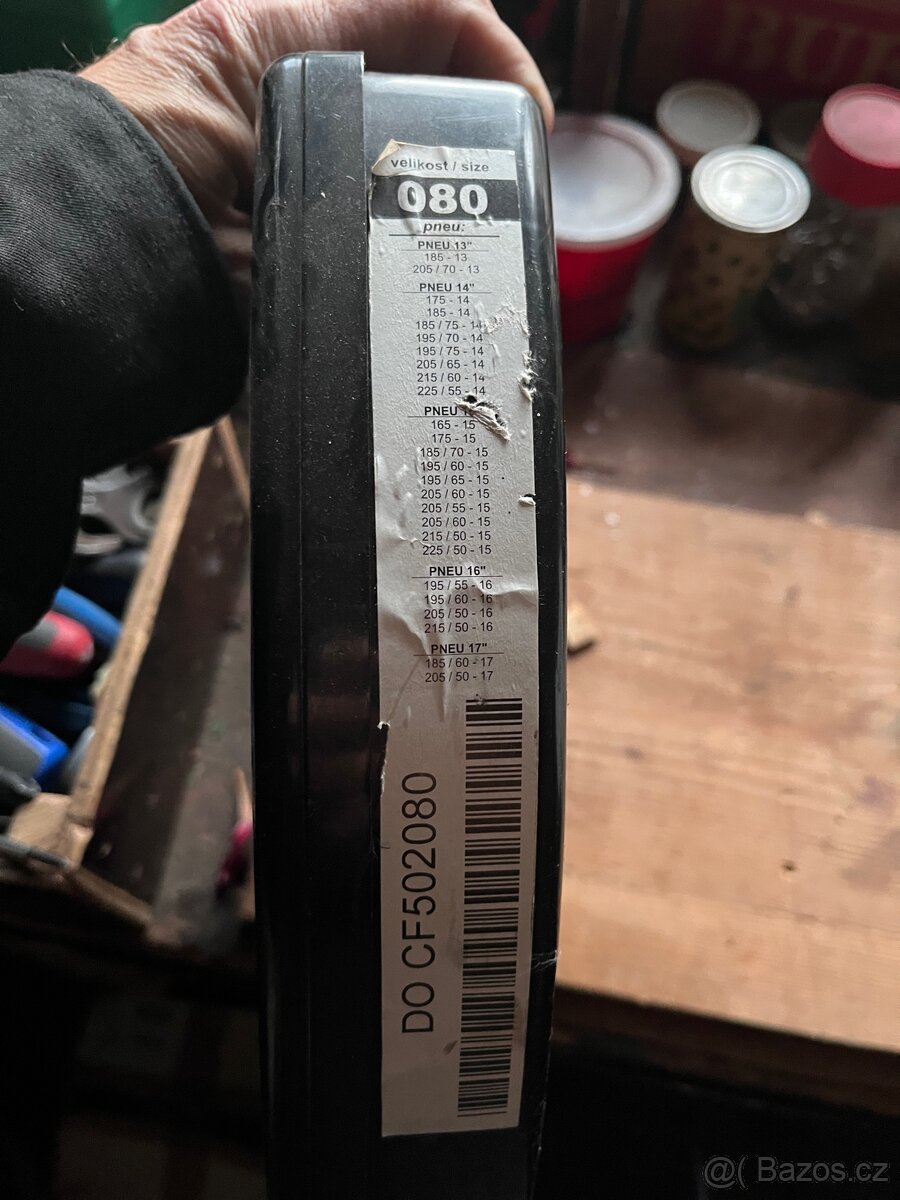 velikost / size
080
pneu:
PNEU 13"
185 - 13
205 / 70 - 13
PNEU 14"
175 - 14
185 - 14
185 / 75 - 14
195 / 70 - 14
195 / 75 - 14
205 / 65 - 14
215 / 60 - 14
225 / 55 - 14
PNEU
165 - 15
175 - 15
185 / 70 - 15
195 / 60 - 15
195 / 65 - 15
205 / 60 - 15
205 / 55 - 15
205 / 60 - 15
215 / 50 - 15
225 / 50 - 15
PNEU 16"
195 / 55 - 16
195 / 60 - 16
205 / 50 - 16
215 / 50 - 16
PNEU 17"
185 / 60 - 17
205 / 50 - 17
DO CF502080
@( Bazos.cz